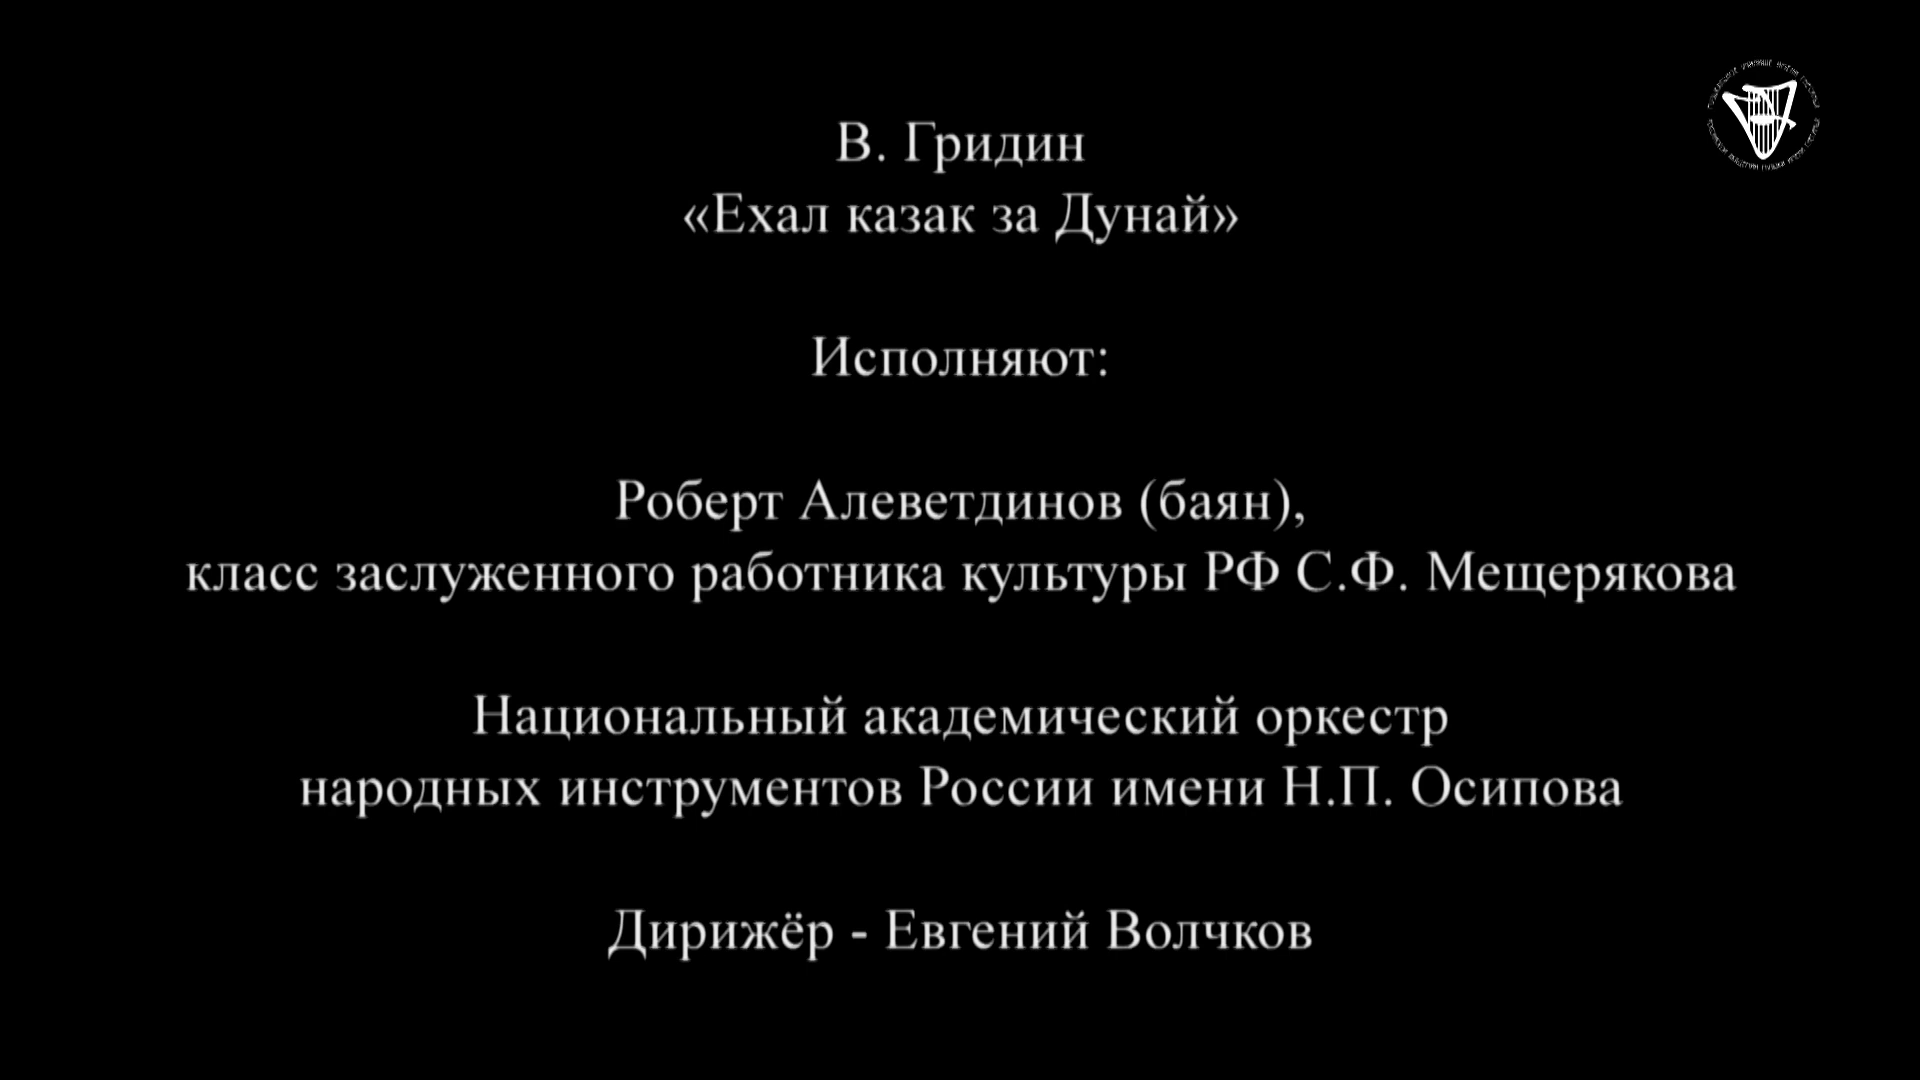 В. Гридин
«Ехал казак за Дунай»
Исполняют:
Роберт Алеветдинов (баян),
класс заслуженного работника культуры РФ С.Ф. Мещерякова
Национальный академический оркестр
народных инструментов России имени Н.П. Осипова
Дирижёр - Евгений Волчков